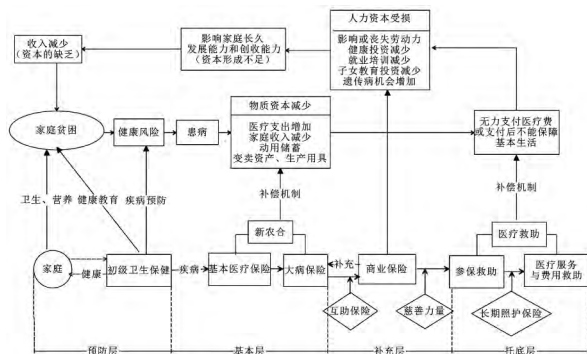 收入减少
(资本的缺乏)
影响家庭长久
发展能力和创收能力
(资本形成不足)
人力资本受损
影响或丧失劳动力
健康投资减少
就业培训减少
子女教育投资减少
遗传病机会增加
家庭贫困
健康风险
患病
物质资本减少
医疗支出增加
家庭收入减少
动用储蓄
变卖资产、生产用具
无力支付医疗费
或支付后不能保障
基本生活
卫生、营养
健康教育
疾病预防
补偿机制
补偿机制
新农合
医疗救助
家庭
健康
初级卫生保健
疾病
基本医疗保险
大病保险
补充
商业保险
参保救助
医疗服务
与费用救助
互助保险
慈善力量
长期照护保险
预防层
基本层
补充层
托底层